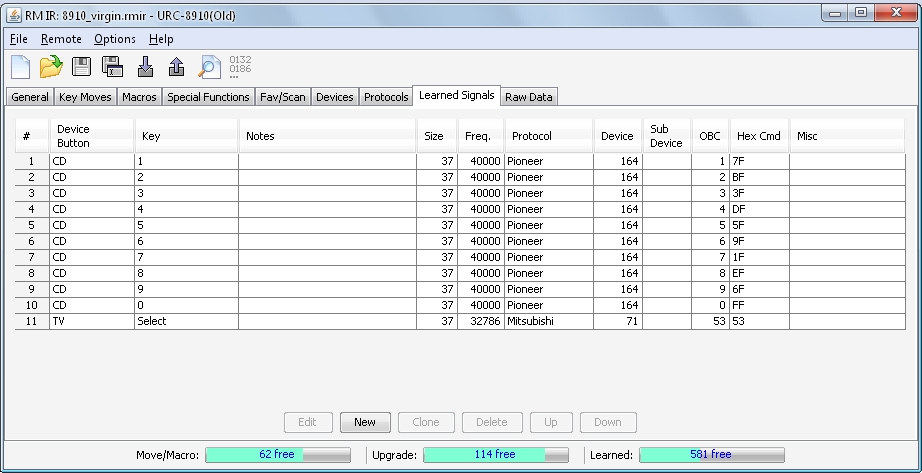 RM IR: 8910_virgin.rmir - URC-8910(Old)
File Remote Options Help
0132
0186
...
General Key Moves Macros Special Functions Fav/Scan Devices Protocols Learned Signals Raw Data
# Device Button Key Notes Size Freq. Protocol Device Sub Device OBC Hex Cmd Misc
1 CD 1 37 40000 Pioneer 164 1 7F
2 CD 2 37 40000 Pioneer 164 2 BF
3 CD 3 37 40000 Pioneer 164 3 3F
4 CD 4 37 40000 Pioneer 164 4 DF
5 CD 5 37 40000 Pioneer 164 5 5F
6 CD 6 37 40000 Pioneer 164 6 9F
7 CD 7 37 40000 Pioneer 164 7 1F
8 CD 8 37 40000 Pioneer 164 8 EF
9 CD 9 37 40000 Pioneer 164 9 6F
10 CD 0 37 40000 Pioneer 164 0 FF
11 TV Select 37 32786 Mitsubishi 71 53 53
Edit New Clone Delete Up Down
Move/Macro: 62 free Upgrade: 114 free Learned: 581 free